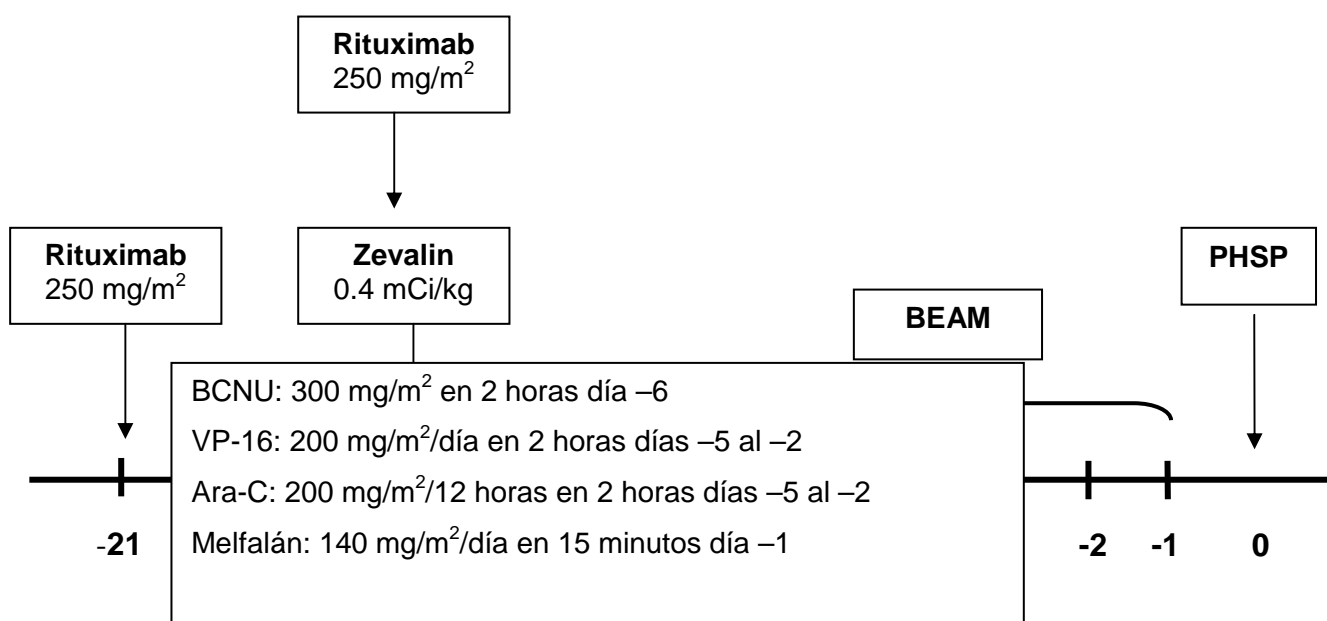 Rituximab
250 mg/m²
Rituximab
250 mg/m²
Zevalin
0.4 mCi/kg
PHSP
BEAM
BCNU: 300 mg/m² en 2 horas día –6
VP-16: 200 mg/m²/día en 2 horas días –5 al –2
Ara-C: 200 mg/m²/12 horas en 2 horas días –5 al –2
Melfalán: 140 mg/m²/día en 15 minutos día –1
-21 -2 -1 0